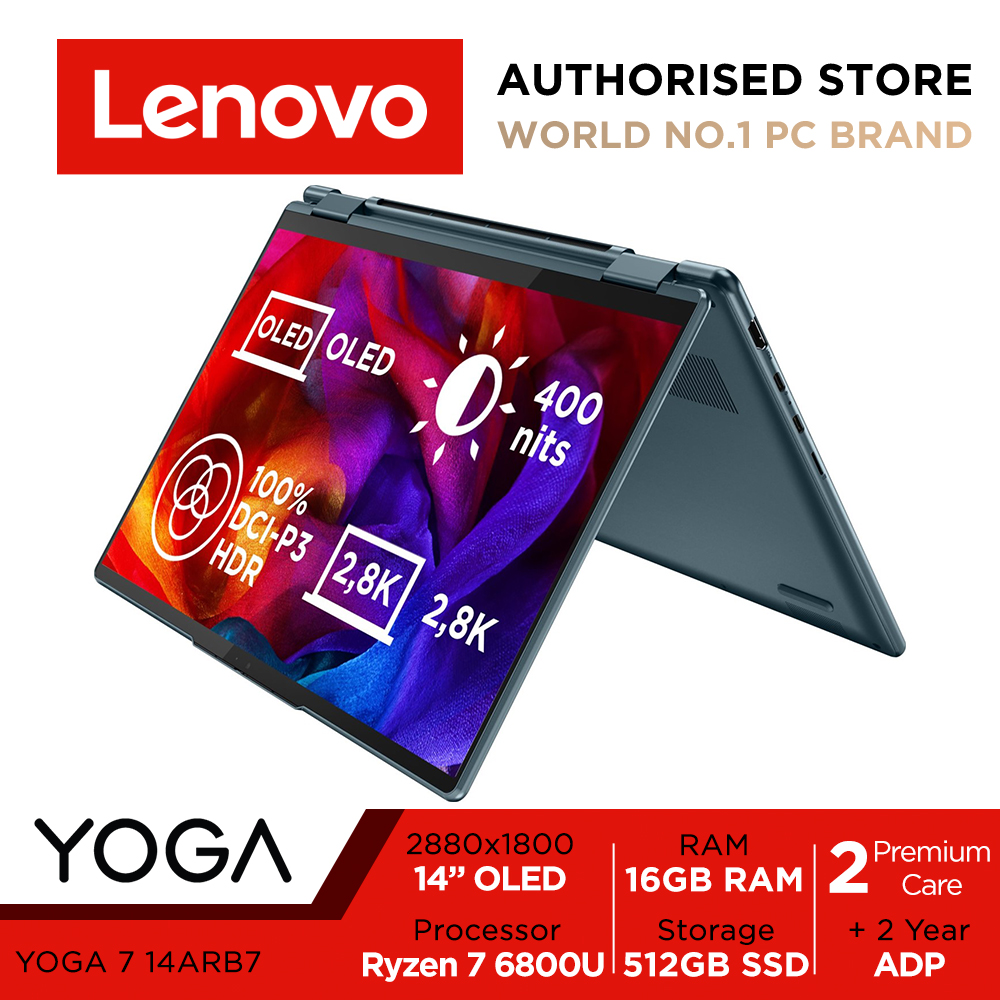 Lenovo
AUTHORISED STORE
WORLD NO.1 PC BRAND
OLED
OLED
400
nits
100%
DCI-P3
HDR
2,8K
2,8K
YOGA
YOGA 7 14ARB7
2880x1800
14” OLED
Processor
Ryzen 7 6800U
RAM
16GB RAM
Storage
512GB SSD
2 Premium
Care
+ 2 Year
ADP